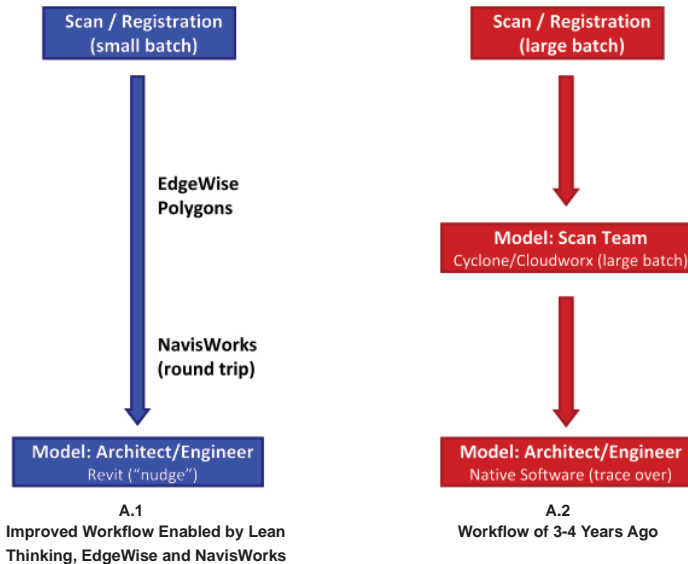 Scan / Registration
(small batch)
EdgeWise
Polygons
NavisWorks
(round trip)
Model: Architect/Engineer
Revit (“nudge”)
A.1
Improved Workflow Enabled by Lean
Thinking, EdgeWise and NavisWorks
Scan / Registration
(large batch)
Model: Scan Team
Cyclone/Cloudworx (large batch)
Model: Architect/Engineer
Native Software (trace over)
A.2
Workflow of 3-4 Years Ago